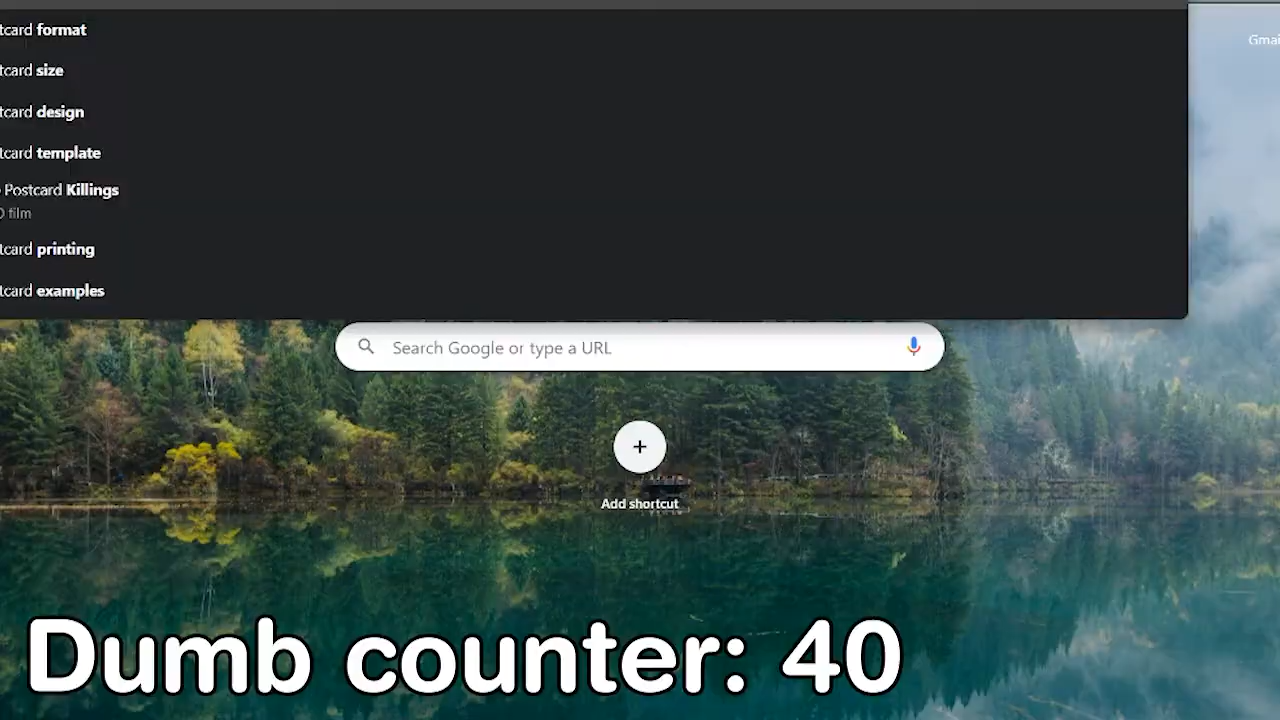 tcard format
Gmai
tcard size
tcard design
tcard template
Postcard Killings
film
tcard printing
tcard examples
Search Google or type a URL
Add shortcut
Dumb counter: 40